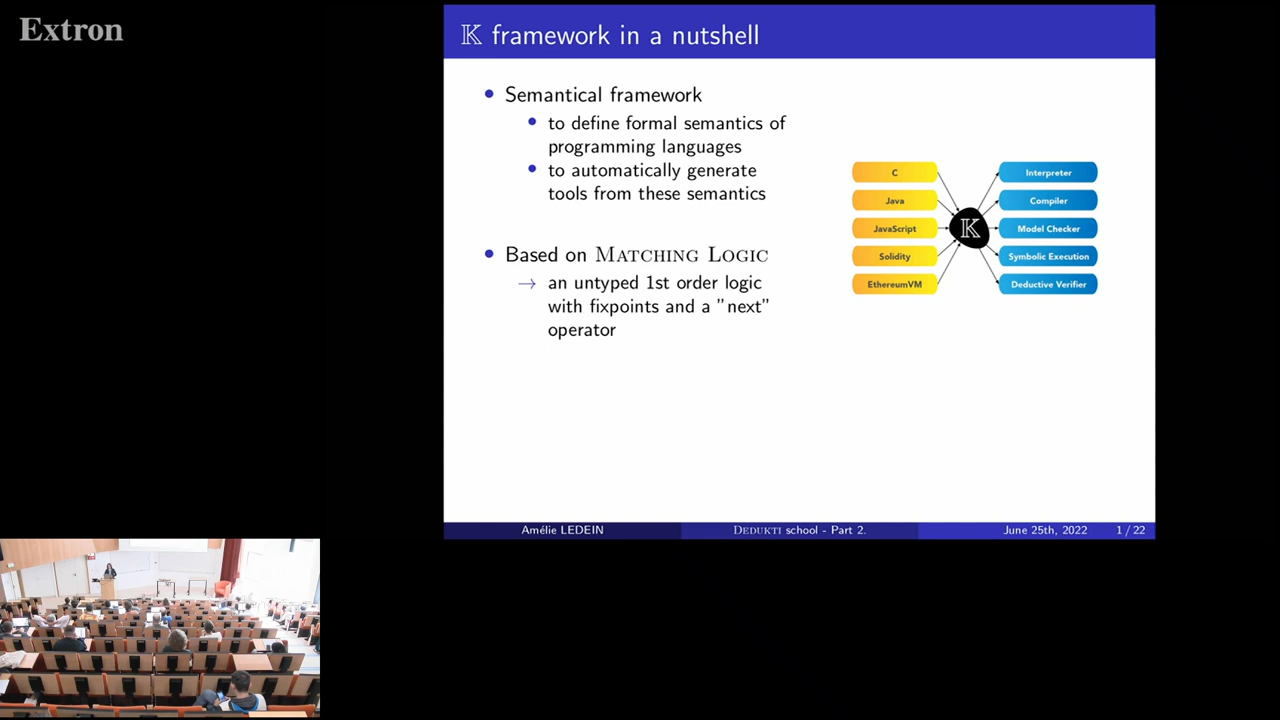 Extron
𝕂 framework in a nutshell
• Semantical framework
• to define formal semantics of
programming languages
• to automatically generate
tools from these semantics
• Based on MATCHING LOGIC
→ an untyped 1st order logic
with fixpoints and a "next"
operator
C
Java
JavaScript
Solidity
EthereumVM
𝕂
Interpreter
Compiler
Model Checker
Symbolic Execution
Deductive Verifier
Amélie LEDEIN
DEDUKTI school - Part 2.
June 25th, 2022
1 / 22